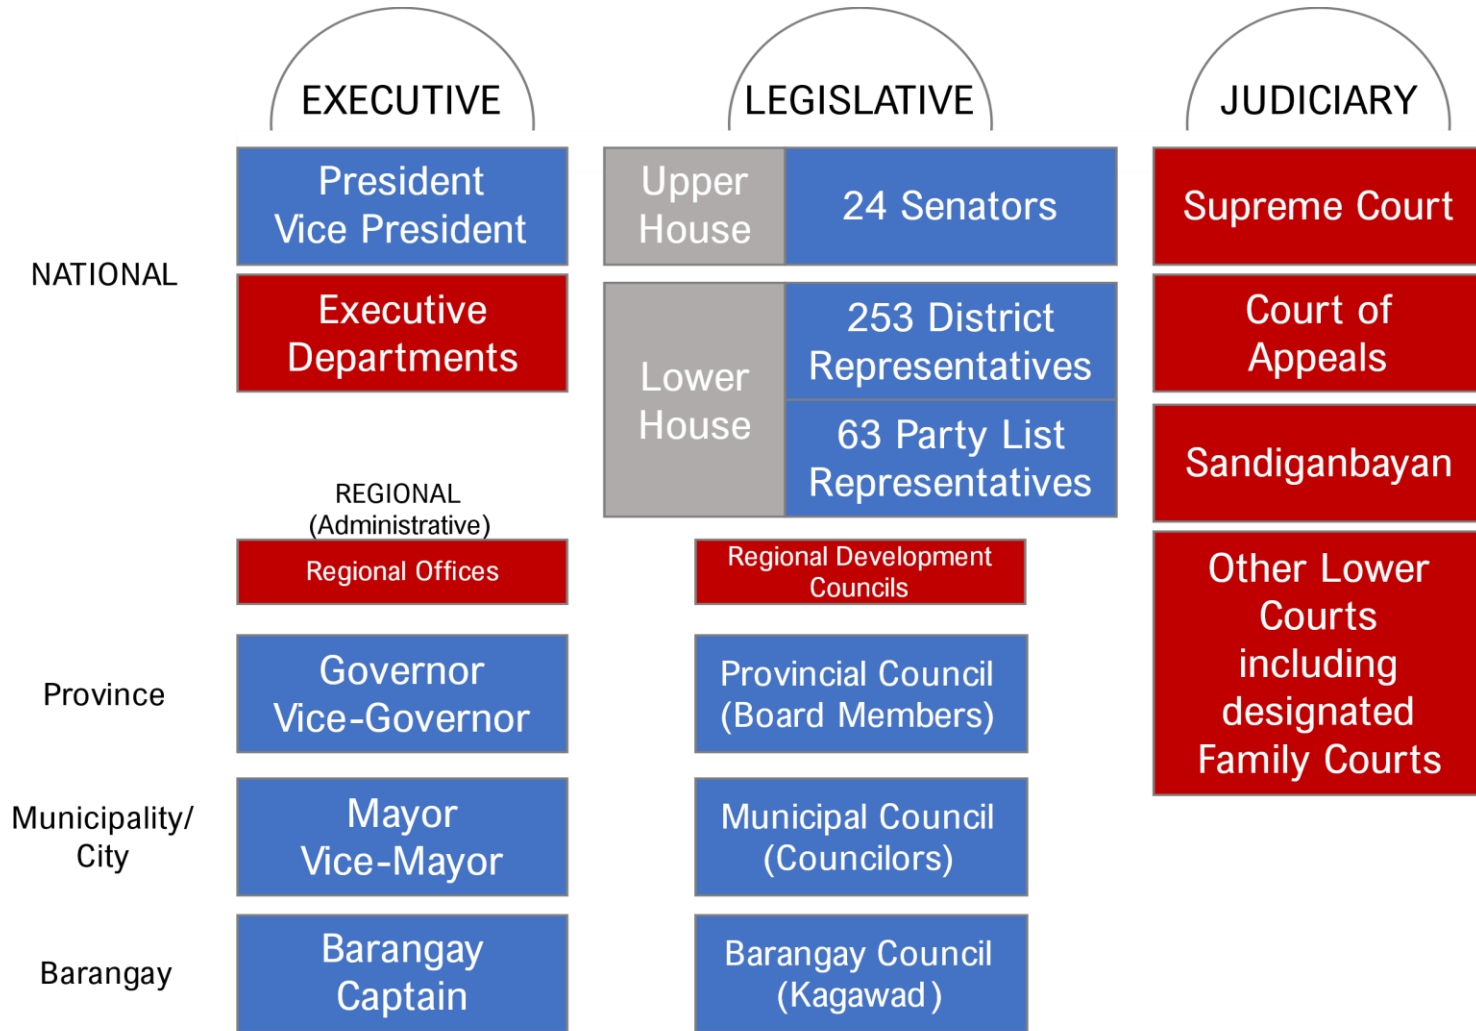 EXECUTIVE
LEGISLATIVE
JUDICIARY
NATIONAL
President
Vice President
Upper
House
24 Senators
Supreme Court
Executive
Departments
Lower
House
253 District
Representatives
63 Party List
Representatives
Court of
Appeals
Sandiganbayan
REGIONAL
(Administrative)
Regional Offices
Regional Development
Councils
Other Lower
Courts
including
designated
Family Courts
Province
Governor
Vice-Governor
Provincial Council
(Board Members)
Municipality/
City
Mayor
Vice-Mayor
Municipal Council
(Councilors)
Barangay
Barangay
Captain
Barangay Council
(Kagawad)